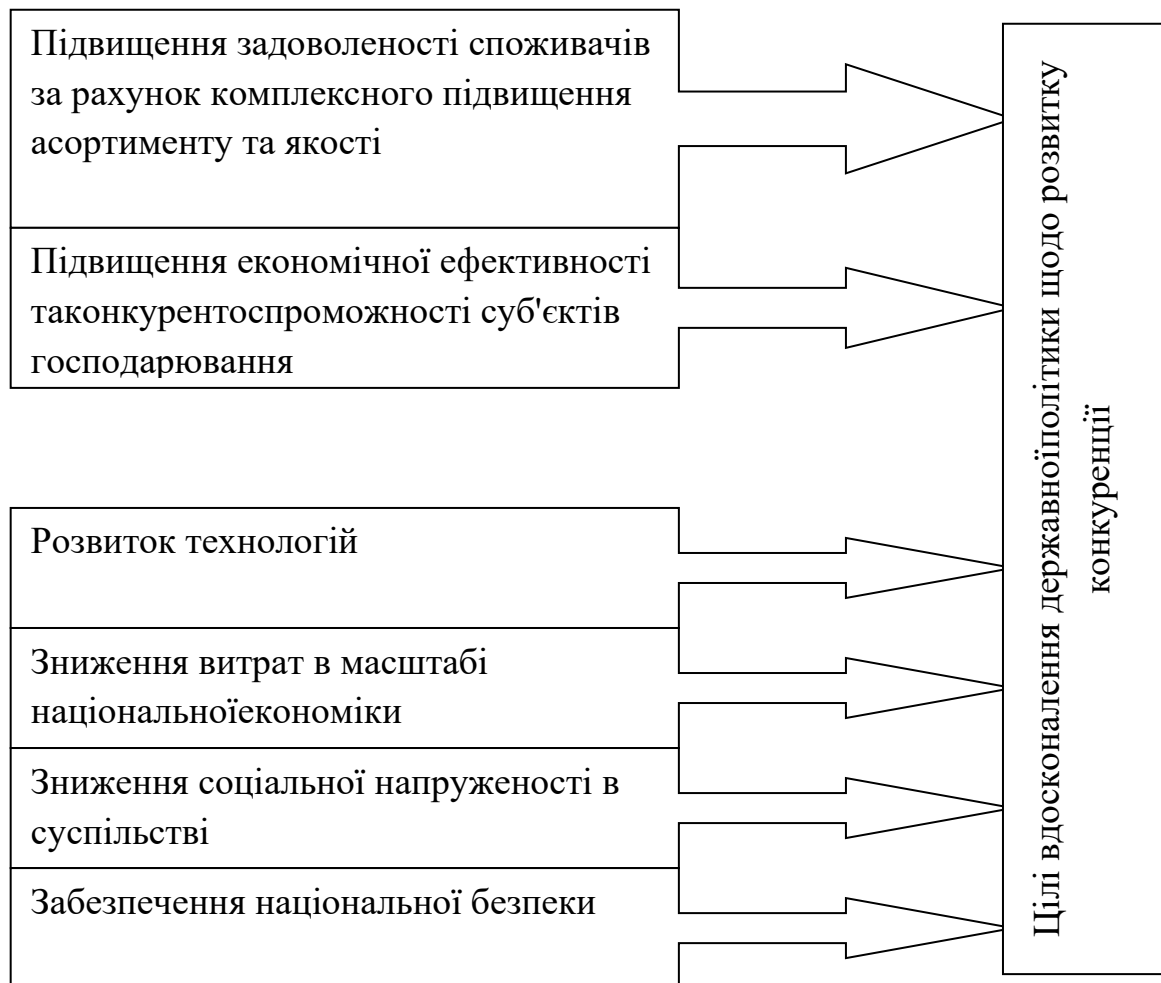 Підвищення задоволеності споживачів
за рахунок комплексного підвищення
асортименту та якості
Підвищення економічної ефективності
таконкурентоспроможності суб'єктів
господарювання
Розвиток технологій
Зниження витрат в масштабі
національноїекономіки
Зниження соціальної напруженості в
суспільстві
Забезпечення національної безпеки
Цілі вдосконалення державноїполітики щодо розвитку
конкуренції